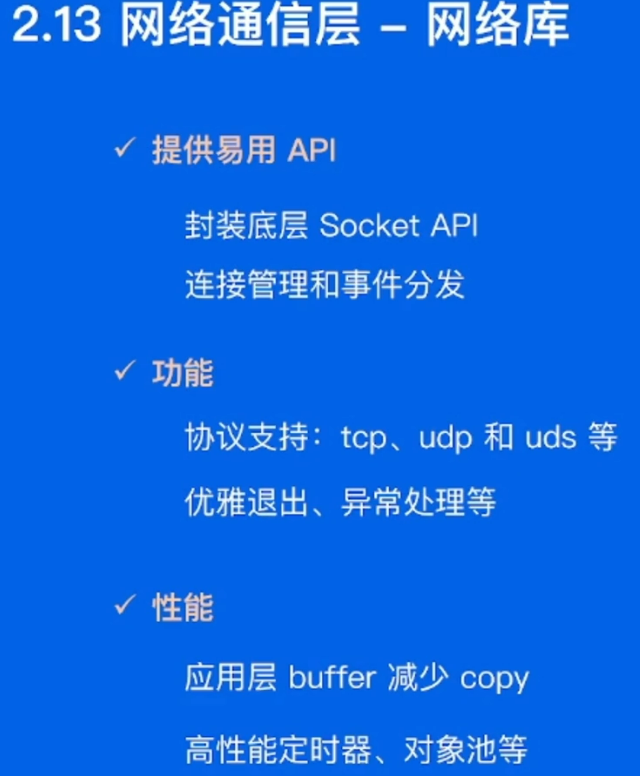 2.13 网络通信层 – 网络库
✓ 提供易用 API
封装底层 Socket API
连接管理和事件分发
✓ 功能
协议支持：tcp、udp 和 uds 等
优雅退出、异常处理等
✓ 性能
应用层 buffer 减少 copy
高性能定时器、对象池等